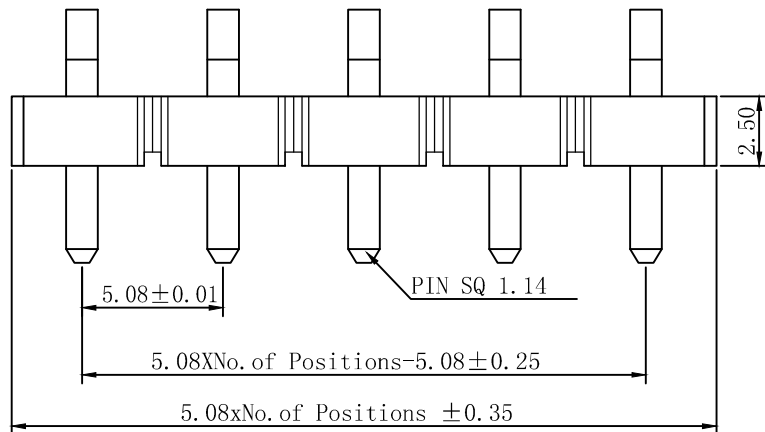 2.50
PIN SQ 1.14
5.08±0.01
5.08XNo.of Positions-5.08±0.25
5.08xNo.of Positions ±0.35